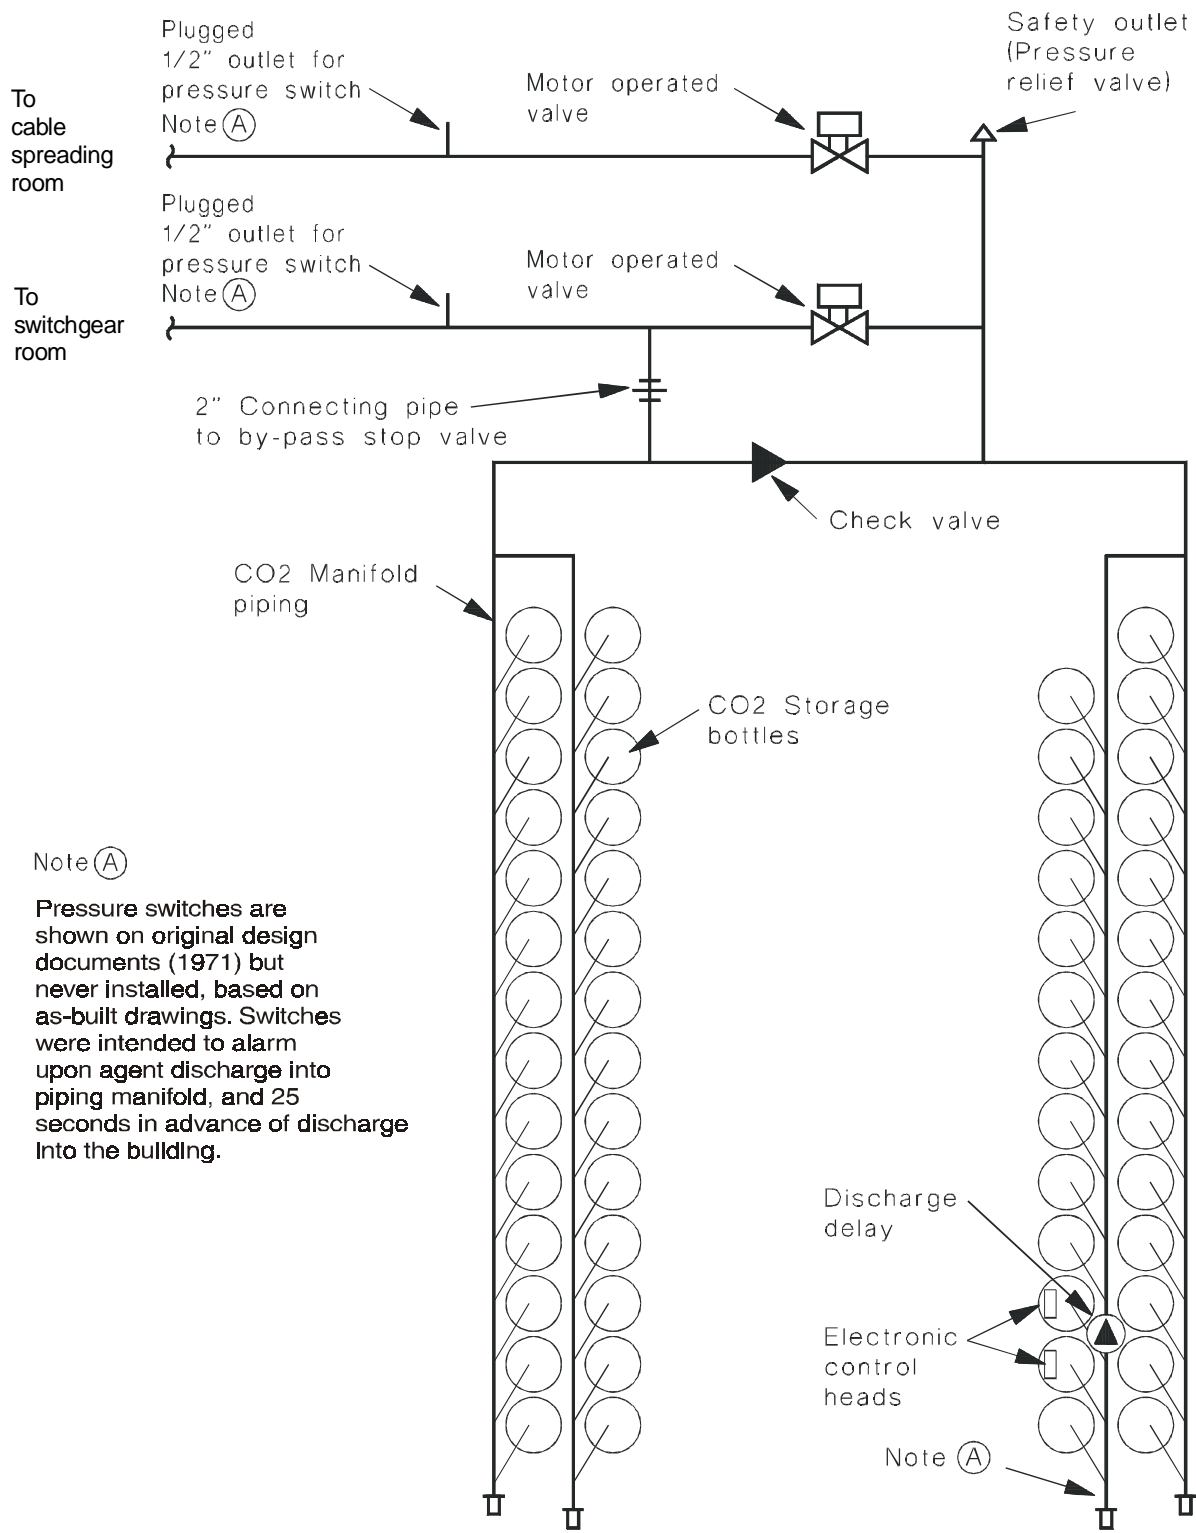 Safety outlet
(Pressure
relief valve)
Plugged
1/2" outlet for
pressure switch
Note (A)
Motor operated
valve
To
cable
spreading
room
Plugged
1/2" outlet for
pressure switch
Note (A)
Motor operated
valve
To
switchgear
room
2" Connecting pipe
to by-pass stop valve
Check valve
CO2 Manifold
piping
CO2 Storage
bottles
Note (A)
Pressure switches are
shown on original design
documents (1971) but
never installed, based on
as-built drawings. Switches
were intended to alarm
upon agent discharge into
piping manifold, and 25
seconds in advance of discharge
into the building.
Discharge
delay
Electronic
control
heads
Note (A)